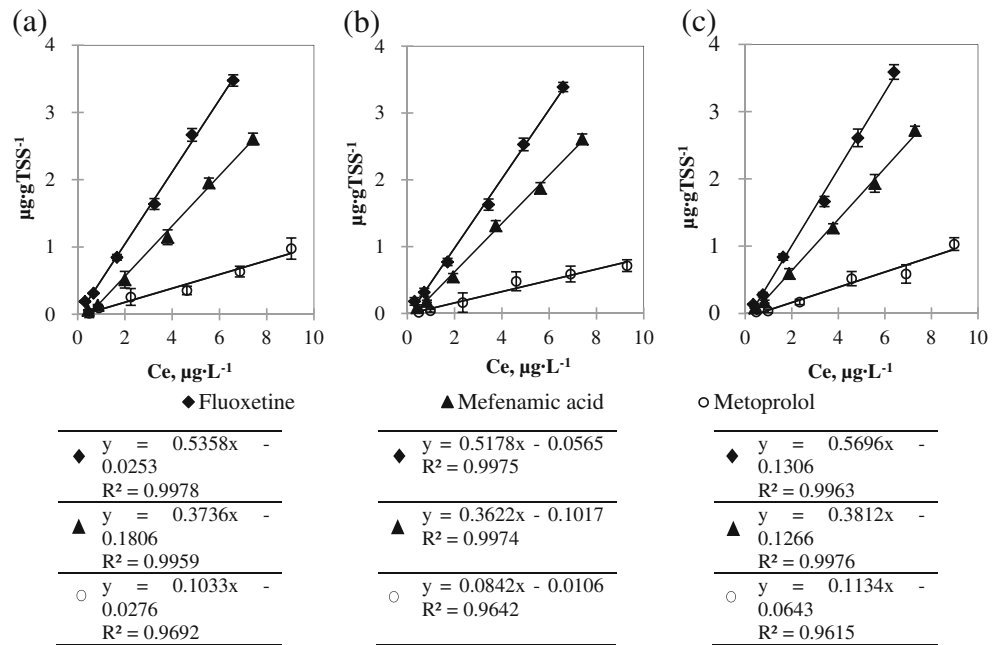 (a) (b) (c)
4 4 4
3 3 3
2 2 2
1 1 1
0 0 0
µg·gTSS⁻¹ µg·gTSS⁻¹ µg·gTSS⁻¹
0 2 4 6 8 10 0 2 4 6 8 10 0 2 4 6 8 10
Ce, µg·L⁻¹ Ce, µg·L⁻¹ Ce, µg·L⁻¹
Fluoxetine Mefenamic acid Metoprolol
y = 0.5358x -
0.0253
R² = 0.9978
y = 0.3736x -
0.1806
R² = 0.9959
y = 0.1033x -
0.0276
R² = 0.9692
y = 0.5178x - 0.0565
R² = 0.9975
y = 0.3622x - 0.1017
R² = 0.9974
y = 0.0842x - 0.0106
R² = 0.9642
y = 0.5696x -
0.1306
R² = 0.9963
y = 0.3812x -
0.1266
R² = 0.9976
y = 0.1134x -
0.0643
R² = 0.9615